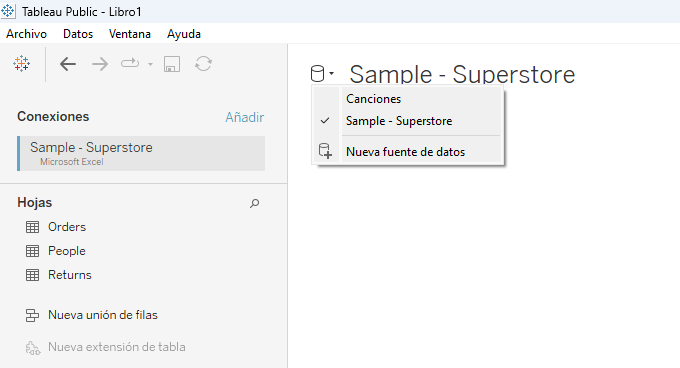 Tableau Public - Libro1
Archivo Datos Ventana Ayuda
Sample - Superstore
Canciones
Sample - Superstore
Nueva fuente de datos
Conexiones Añadir
Sample - Superstore
Microsoft Excel
Hojas
Orders
People
Returns
Nueva unión de filas
Nueva extensión de tabla